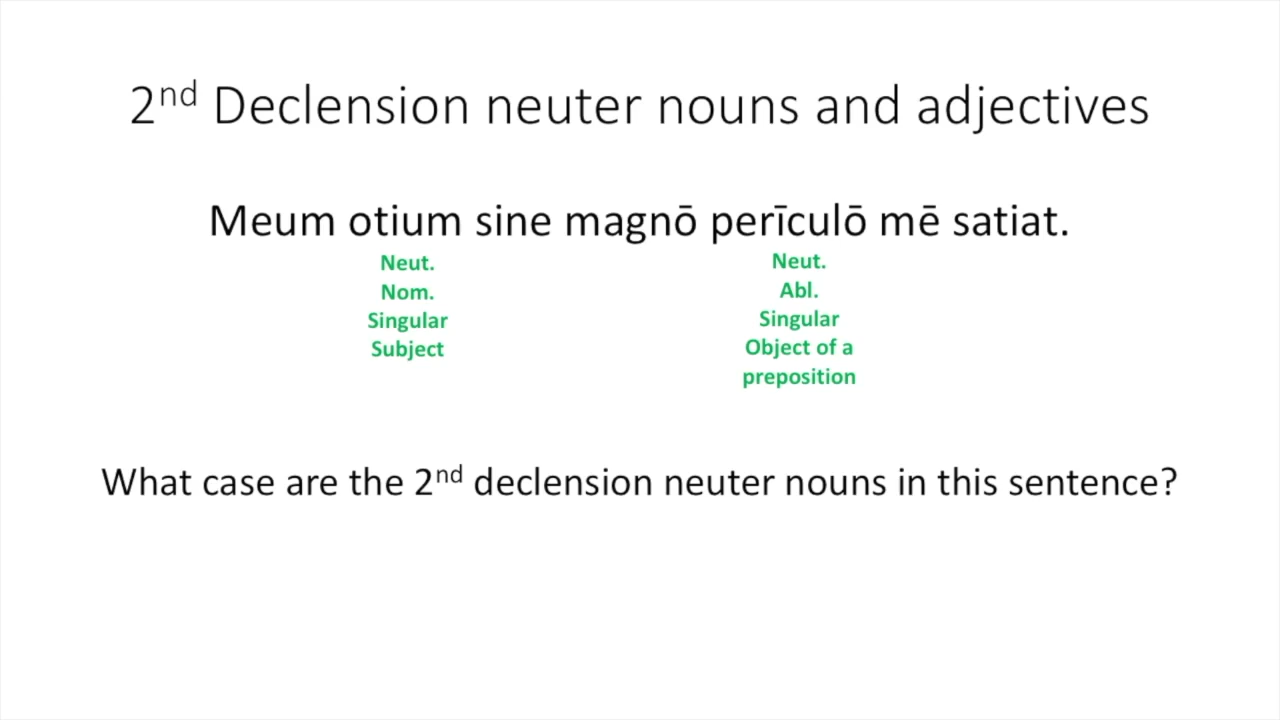 2nd Declension neuter nouns and adjectives
Meum otium sine magnō perīculō mē satiat.
Neut.
Nom.
Singular
Subject
Neut.
Abl.
Singular
Object of a
preposition
What case are the 2nd declension neuter nouns in this sentence?